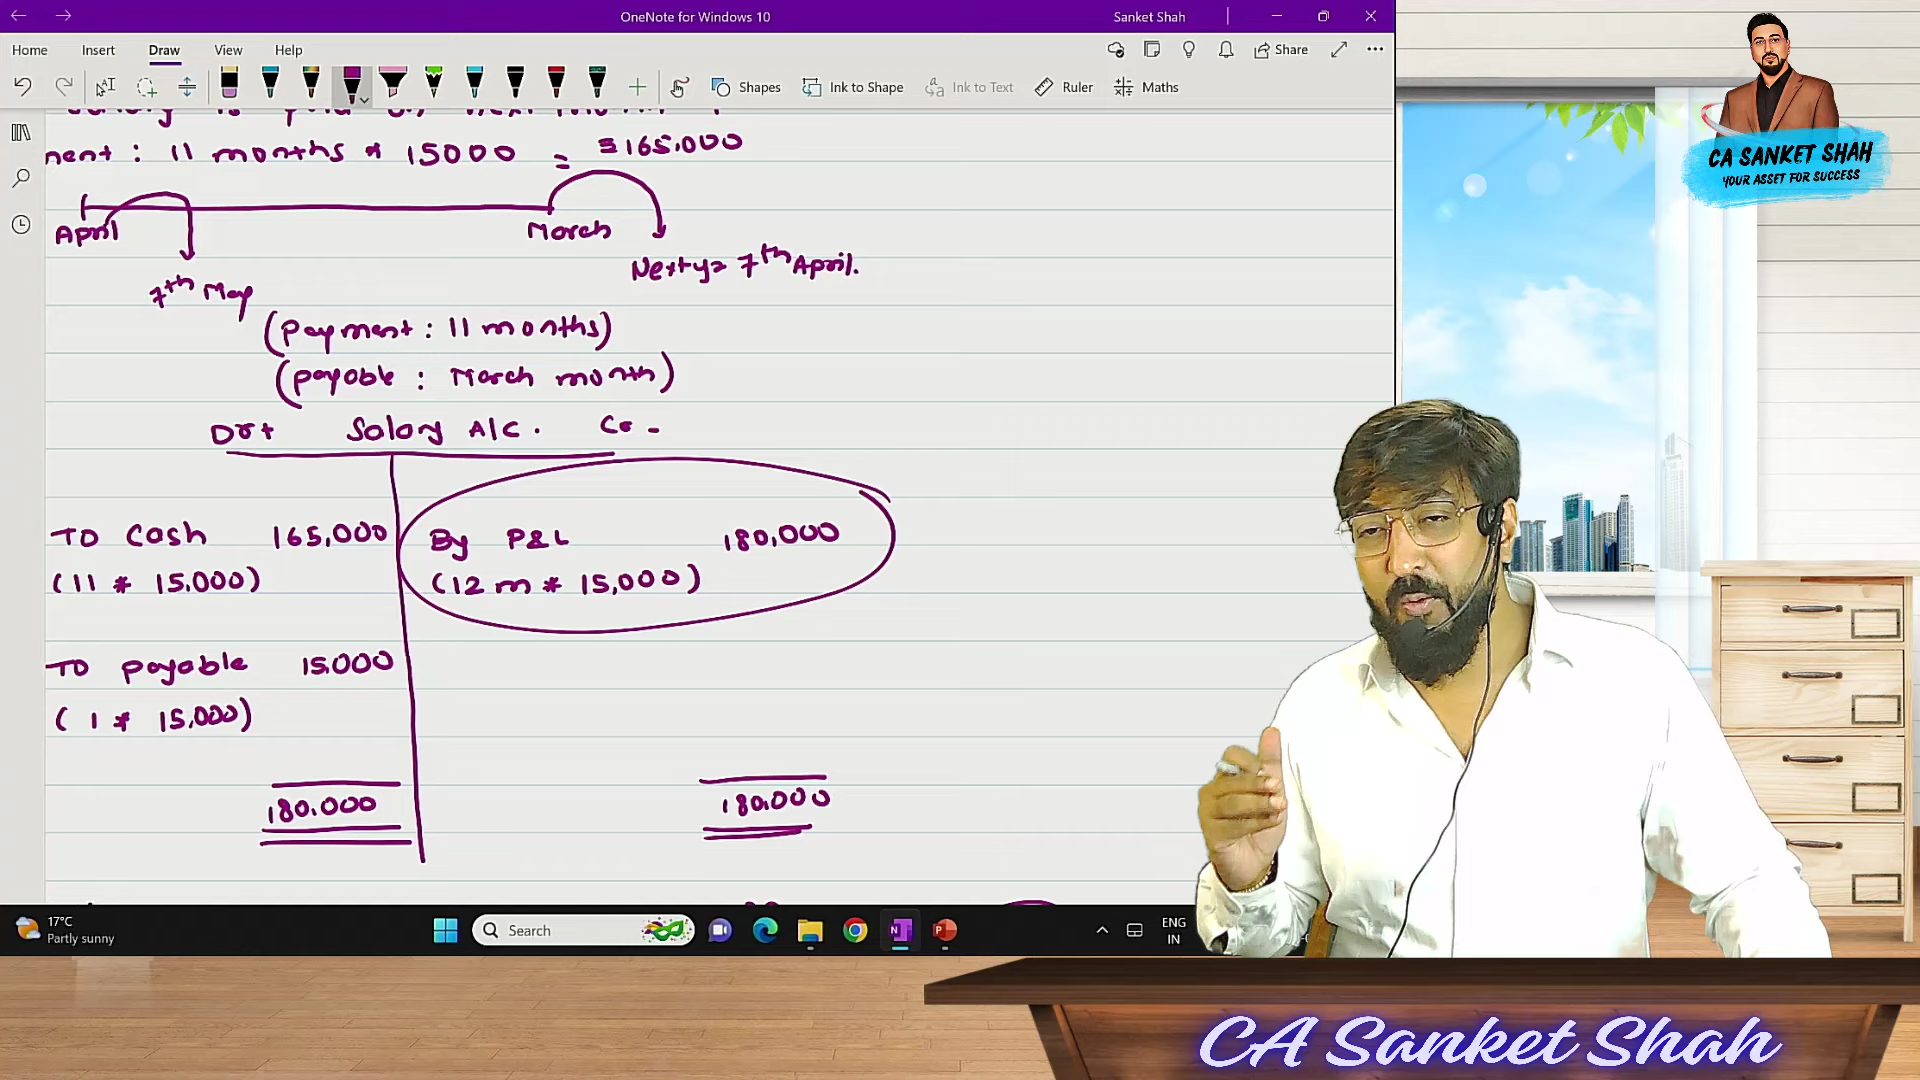 OneNote for Windows 10
Sanket Shah
Home Insert Draw View Help
Share
Shapes Ink to Shape Ink to Text Ruler Maths
ment : 11 months * 15000 = =165.000
April March
7th May
Next y= 7th April.
(payment : 11 months)
(payable : March month)
Drt Salary A/C. Cr-
To Cash 165,000 By P&L 180,000
(11 * 15.000) (12 m * 15,000)
To payable 15.000
(1 * 15,000)
180.000 180.000
17°C
Partly sunny
Search
ENG
IN
CA SANKET SHAH
YOUR ASSET FOR SUCCESS
CA Sanket Shah